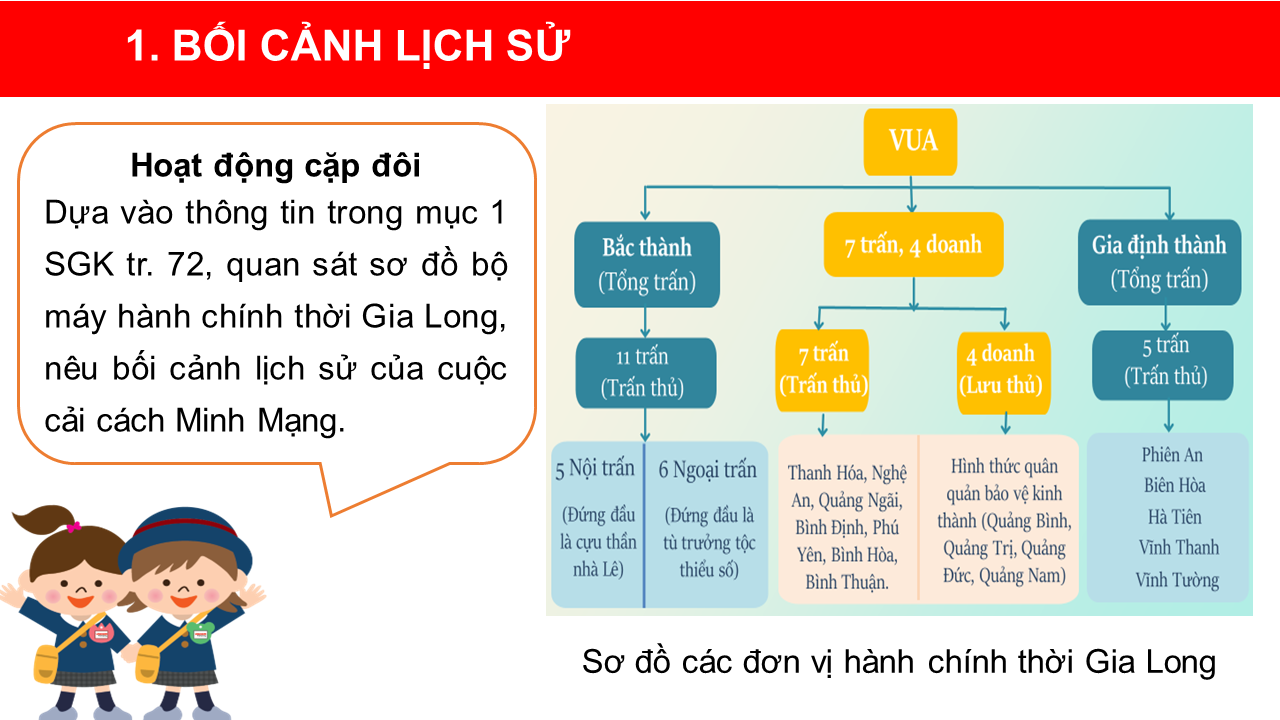 1. BỐI CẢNH LỊCH SỬ
Hoạt động cặp đôi
Dựa vào thông tin trong mục 1
SGK tr. 72, quan sát sơ đồ bộ
máy hành chính thời Gia Long,
nêu bối cảnh lịch sử của cuộc
cải cách Minh Mạng.
VUA
Bắc thành
(Tổng trấn)
7 trấn, 4 doanh
Gia định thành
(Tổng trấn)
11 trấn
(Trấn thủ)
7 trấn
(Trấn thủ)
4 doanh
(Lưu thủ)
5 trấn
(Trấn thủ)
5 Nội trấn
(Đứng đầu
là cựu thần
nhà Lê)
6 Ngoại trấn
(Đứng đầu là
tù trưởng tộc
thiểu số)
Thanh Hóa, Nghệ
An, Quảng Ngãi,
Bình Định, Phú
Yên, Bình Hòa,
Bình Thuận.
Hình thức quân
quản bảo vệ kinh
thành (Quảng Bình,
Quảng Trị, Quảng
Đức, Quảng Nam)
Phiên An
Biên Hòa
Hà Tiên
Vĩnh Thanh
Vĩnh Tường
Sơ đồ các đơn vị hành chính thời Gia Long